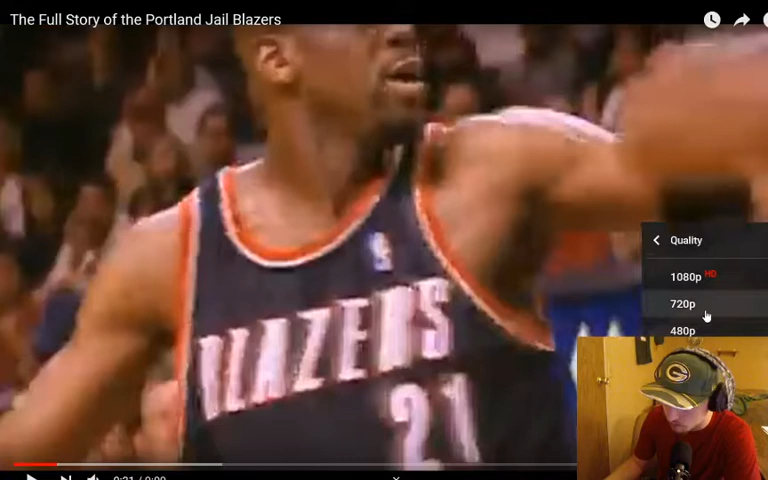 The Full Story of the Portland Jail Blazers
Quality
1080p HD
720p
480p
BLAZERS
21
G